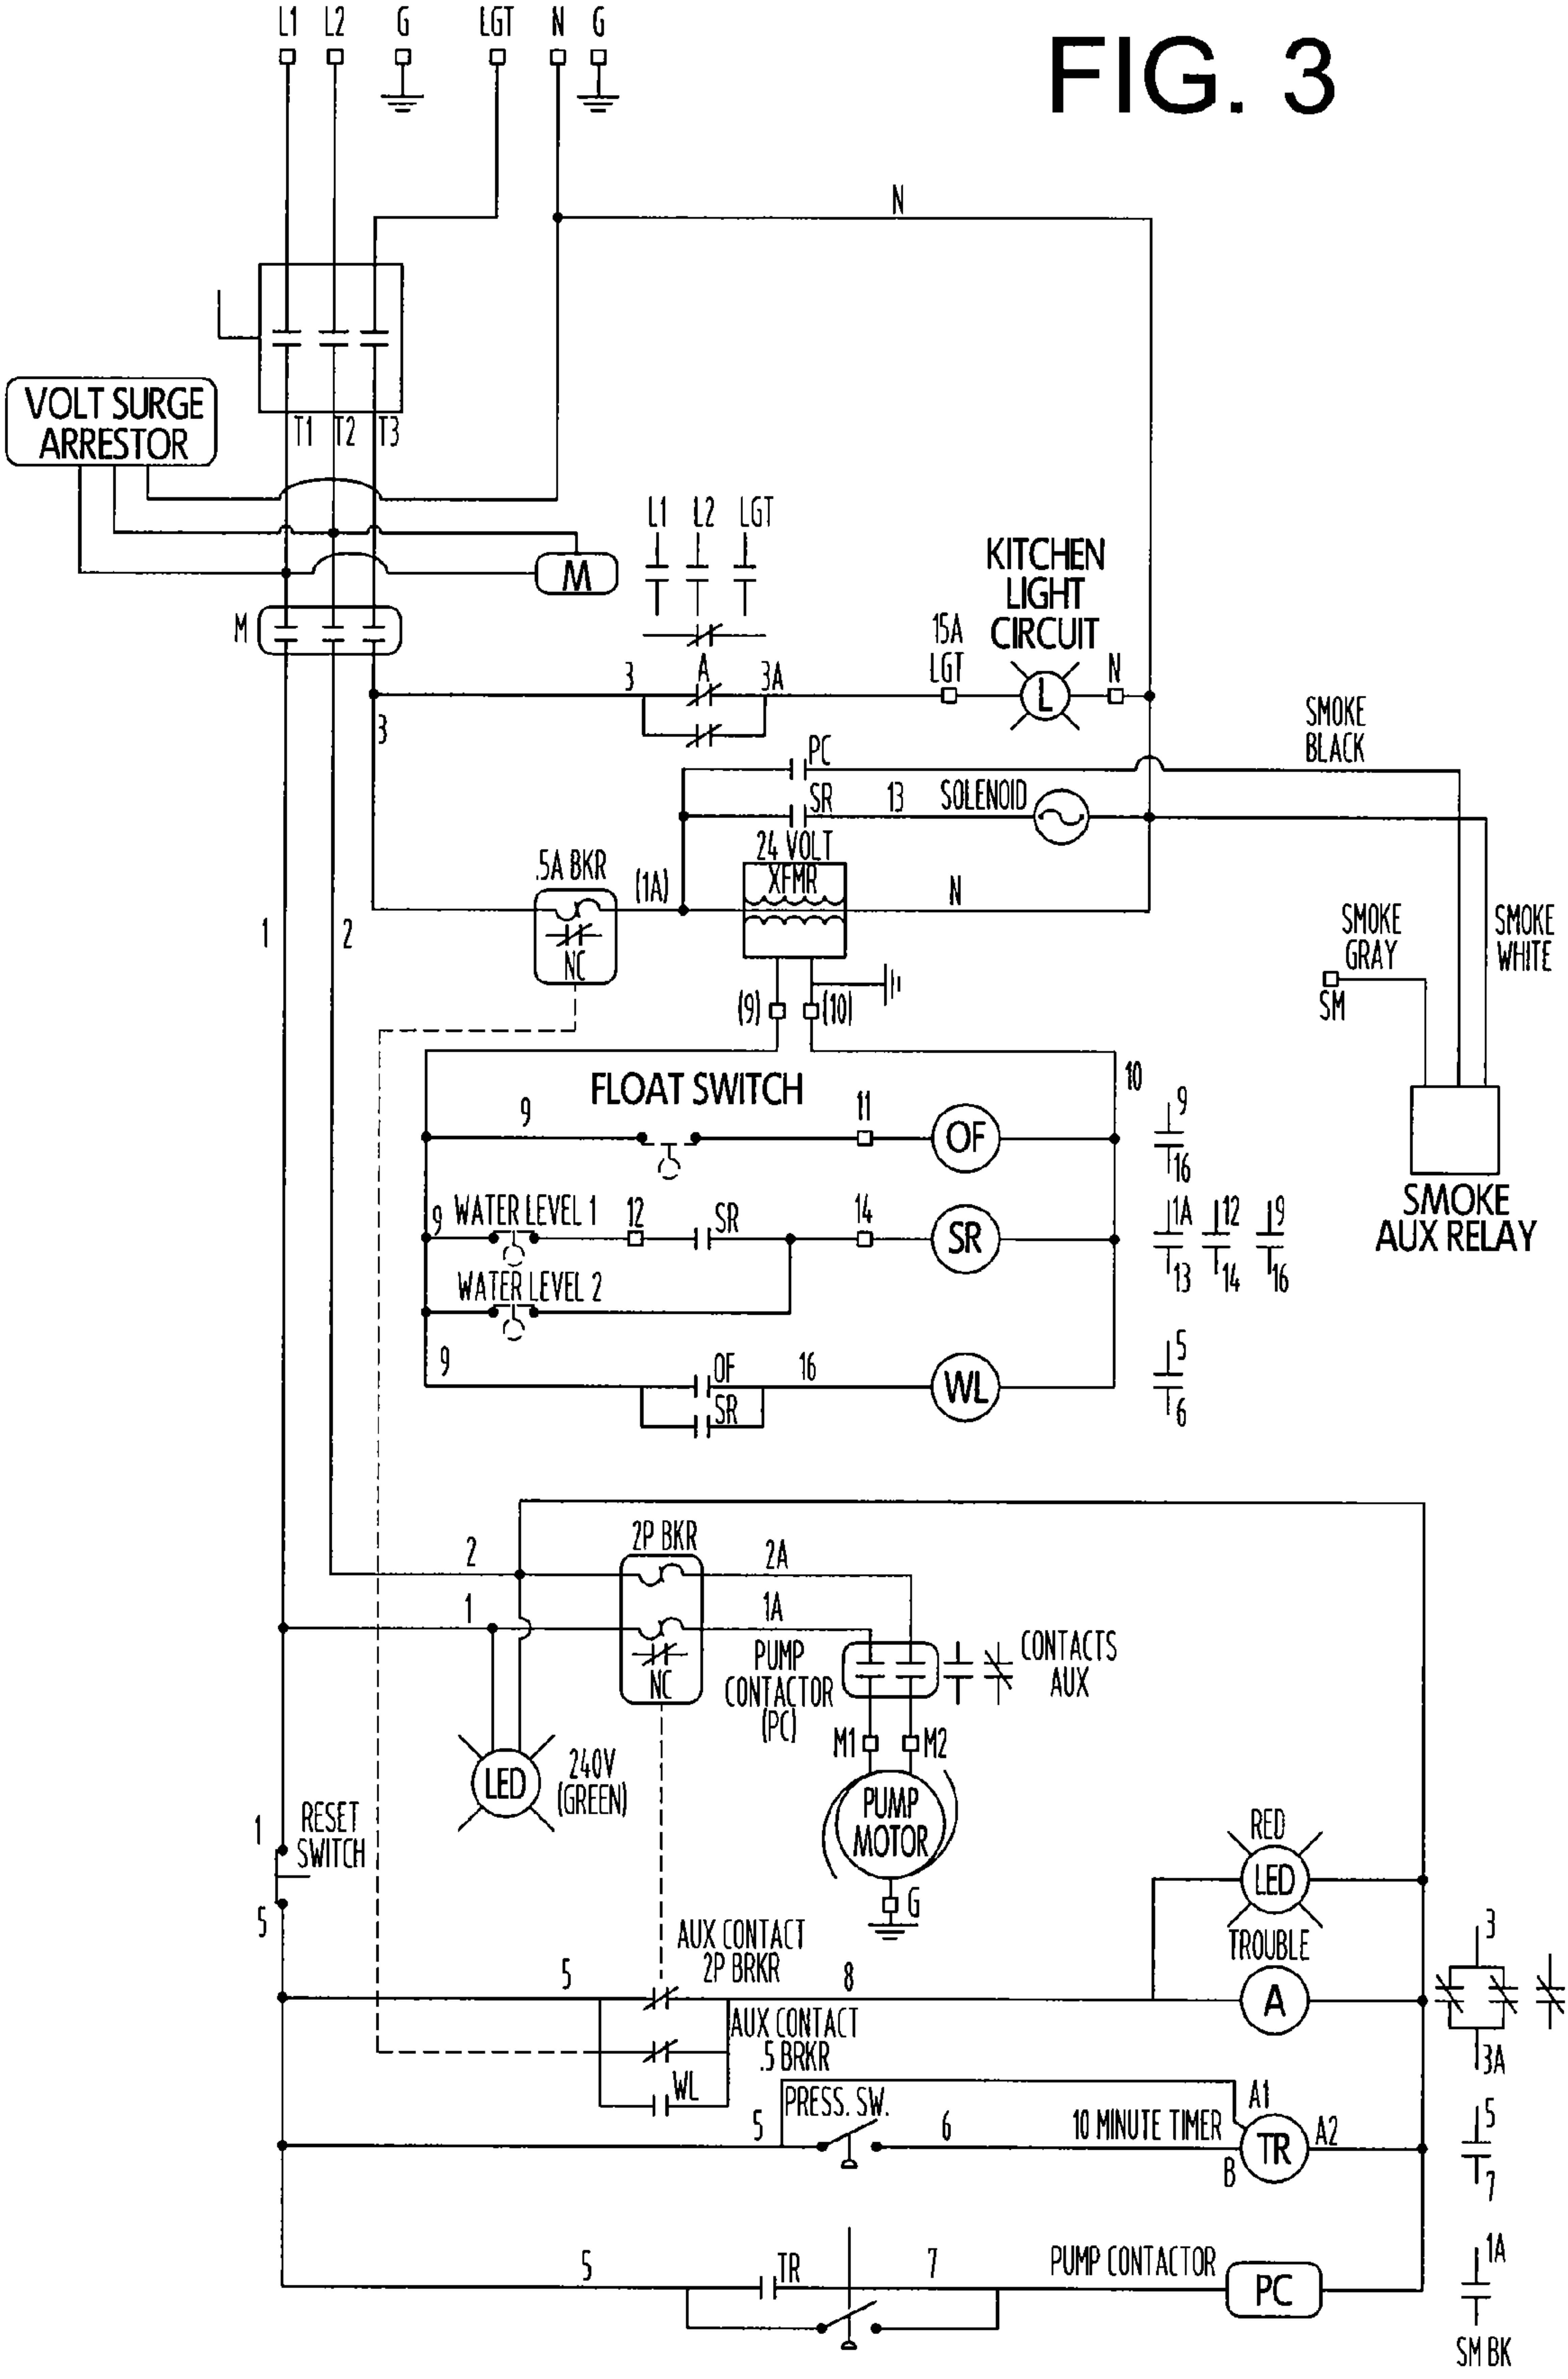 L1 L2 G LGT N G
FIG. 3
N
VOLT SURGE
ARRESTOR
T1 T2 T3
L1 L2 LGT
M
M
KITCHEN
LIGHT
CIRCUIT
15A
LGT
L
N
3
A
3A
3
SMOKE
BLACK
PC
SR
13
SOLENOID
24 VOLT
XFMR
.5A BKR
(1A)
N
NC
1
2
SMOKE
GRAY
SMOKE
WHITE
SM
(9)
(10)
10
FLOAT SWITCH
9
11
OF
9
16
SMOKE
AUX RELAY
9
WATER LEVEL 1
12
SR
14
SR
1A 12 9
13 14 16
WATER LEVEL 2
9
OF
16
WL
SR
5
6
2P BKR
2
2A
1
1A
NC
PUMP
CONTACTOR
(PC)
CONTACTS
AUX
M1
M2
LED
240V
(GREEN)
PUMP
MOTOR
G
1
RESET
SWITCH
5
RED
LED
TROUBLE
AUX CONTACT
2P BRKR
5
8
A
3
3A
AUX CONTACT
.5 BRKR
WL
PRESS. SW.
5
6
10 MINUTE TIMER
A1
TR
A2
B
5
7
5
TR
7
PUMP CONTACTOR
PC
1A
SM BK